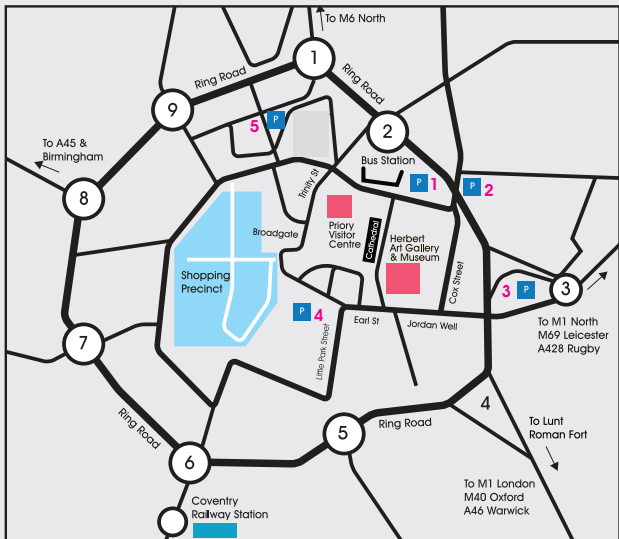 To M6 North
1
Ring Road
Ring Road
9
P
5
2
To A45 &
Birmingham
Bus Station
P 1
P 2
8
Trinity St
Priory
Visitor
Centre
Cathedral
Broadgate
Herbert
Art Gallery
& Museum
Shopping
Precinct
Cox Street
3 P
3
P 4
Earl St
Jordan Well
To M1 North
M69 Leicester
A428 Rugby
7
Little Park Street
4
Ring Road
5
Ring Road
To Lunt
Roman Fort
6
To M1 London
M40 Oxford
A46 Warwick
Coventry
Railway Station